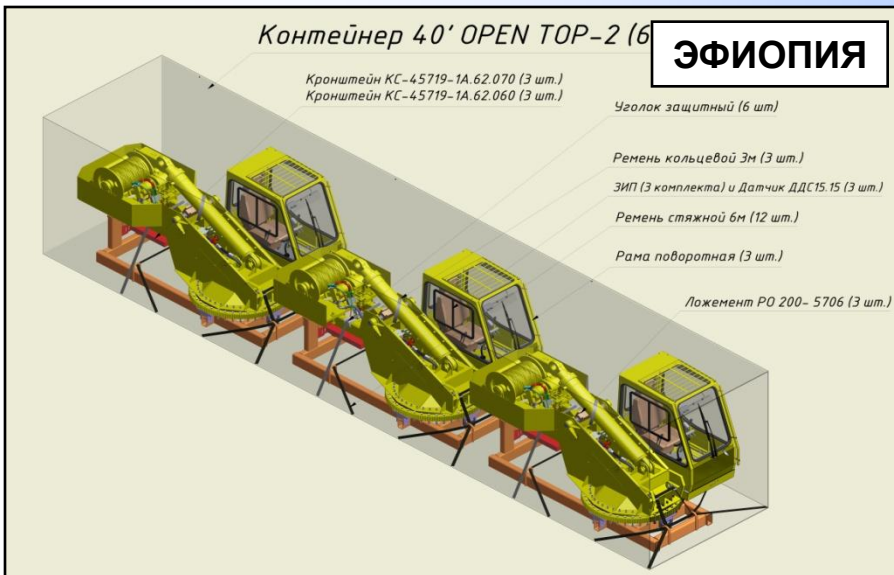 Контейнер 40' OPEN TOP-2 (6
ЭФИОПИЯ
Кронштейн КС-45719-1А.62.070 (3 шт.)
Кронштейн КС-45719-1А.62.060 (3 шт.)
Уголок защитный (6 шт)
Ремень кольцевой 3м (3 шт.)
ЗИП (3 комплекта) и Датчик ДДС15.15 (3 шт.)
Ремень стяжной 6м (12 шт.)
Рама поворотная (3 шт.)
Ложемент РО 200- 5706 (3 шт.)